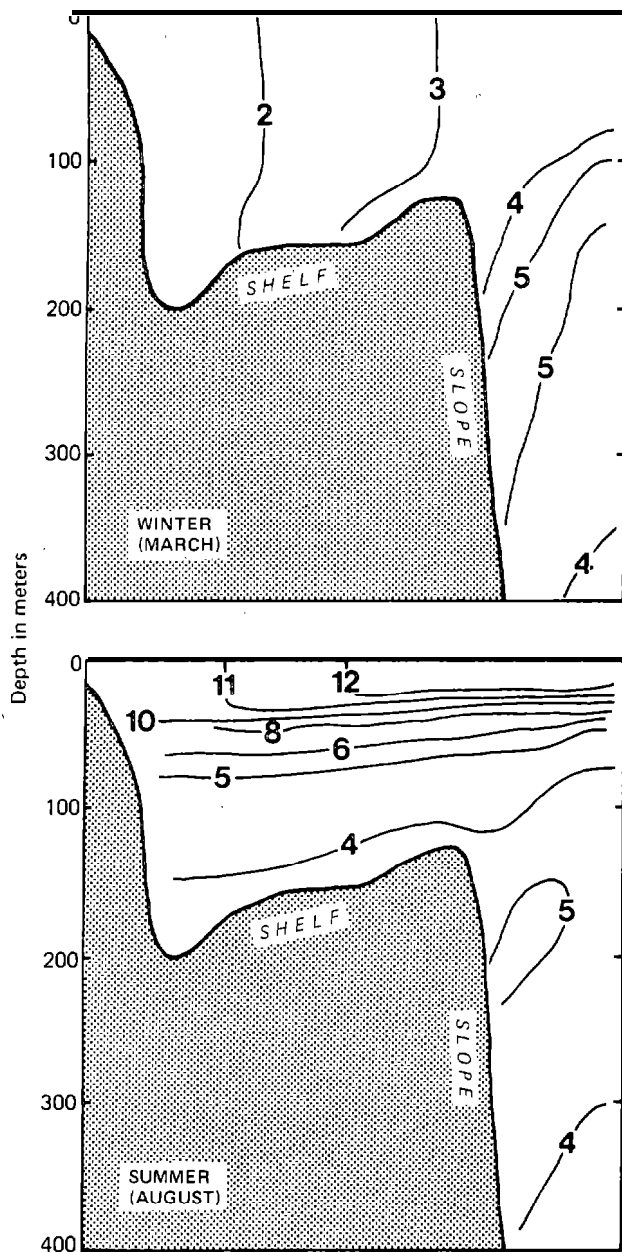 0
2
3
100
4
5
SHELF
200
5
SLOPE
300
WINTER
(MARCH)
4
400
Depth in meters
0
11
12
10
8
6
5
100
4
5
SHELF
200
SLOPE
300
4
SUMMER
(AUGUST)
400